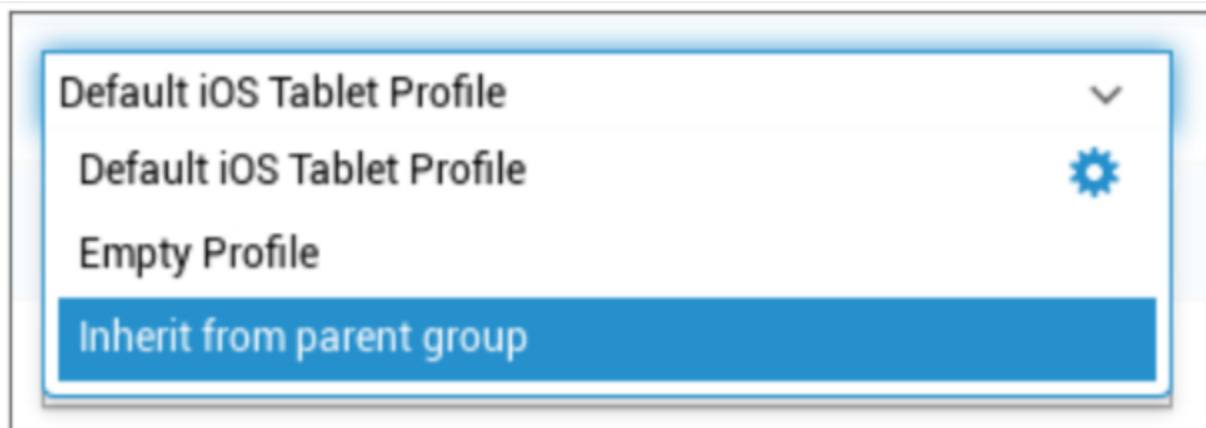 Default iOS Tablet Profile
Default iOS Tablet Profile
Empty Profile
Inherit from parent group